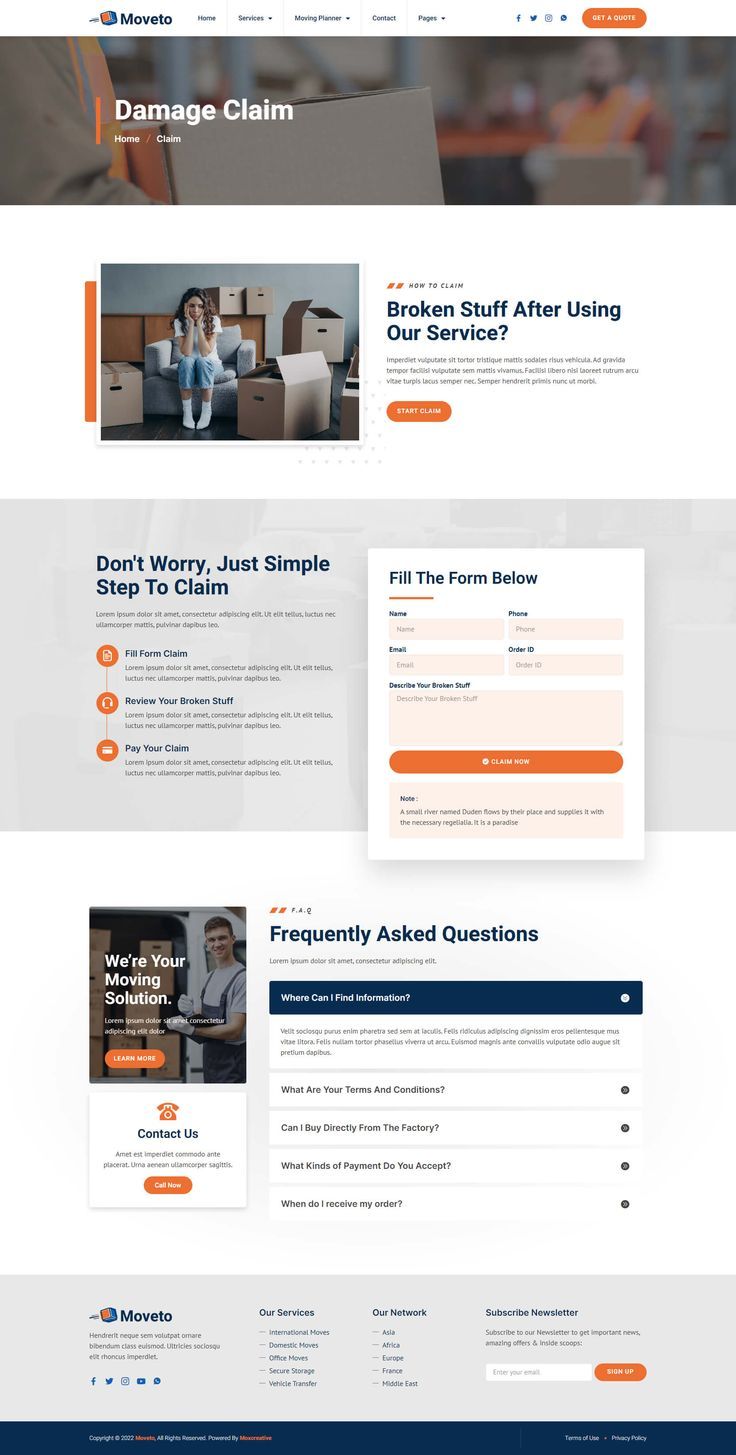 Moveto
Home
Services
Moving Planner
Contact
Pages
GET A QUOTE
Damage Claim
Home / Claim
HOW TO CLAIM
Broken Stuff After Using
Our Service?
Imperdiet vulputate sit tortor tristique mattis sodales risus vehicula. Ad gravida
tempor facilisi vulputate sem mattis vivamus. Facilisi libero nisi laoreet rutrum arcu
vitae turpis lacus semper nec. Semper hendrerit primis nunc ut morbi.
START CLAIM
Don't Worry, Just Simple
Step To Claim
Lorem ipsum dolor sit amet, consectetur adipiscing elit. Ut elit tellus, luctus nec
ullamcorper mattis, pulvinar dapibus leo.
Fill Form Claim
Lorem ipsum dolor sit amet, consectetur adipiscing elit. Ut elit tellus,
luctus nec ullamcorper mattis, pulvinar dapibus leo.
Review Your Broken Stuff
Lorem ipsum dolor sit amet, consectetur adipiscing elit. Ut elit tellus,
luctus nec ullamcorper mattis, pulvinar dapibus leo.
Pay Your Claim
Lorem ipsum dolor sit amet, consectetur adipiscing elit. Ut elit tellus,
luctus nec ullamcorper mattis, pulvinar dapibus leo.
Fill The Form Below
Name
Phone
Name
Phone
Email
Order ID
Email
Order ID
Describe Your Broken Stuff
Describe Your Broken Stuff
CLAIM NOW
Note :
A small river named Duden flows by their place and supplies it with
the necessary regelialia. It is a paradise
We're Your
Moving
Solution.
Lorem ipsum dolor sit amet consectetur
adipiscing elit dolor
LEARN MORE
Contact Us
Amet est imperdiet commodo ante
placerat. Urna aenean ullamcorper sagittis.
Call Now
F.A.Q
Frequently Asked Questions
Lorem ipsum dolor sit amet, consectetur adipiscing elit.
Where Can I Find Information?
Velit sociosqu purus enim pharetra sed sem at iaculis. Felis ridiculus adipiscing dignissim eros pellentesque mus
vitae litora. Felis nullam tortor phasellus viverra ut arcu. Euismod magnis ante convallis vulputate odio augue sit
pretium dapibus.
What Are Your Terms And Conditions?
Can I Buy Directly From The Factory?
What Kinds of Payment Do You Accept?
When do I receive my order?
Moveto
Hendrerit neque sem volutpat ornare
bibendum class euismod. Ultricies sociosqu
elit rhoncus imperdiet.
Our Services
International Moves
Domestic Moves
Office Moves
Secure Storage
Vehicle Transfer
Our Network
Asia
Africa
Europe
France
Middle East
Subscribe Newsletter
Subscribe to our Newsletter to get important news,
amazing offers & inside scoops:
Enter your email
SIGN UP
Copyright © 2022 Moveto, All Rights Reserved. Powered By Moxcreative
Terms of Use • Privacy Policy